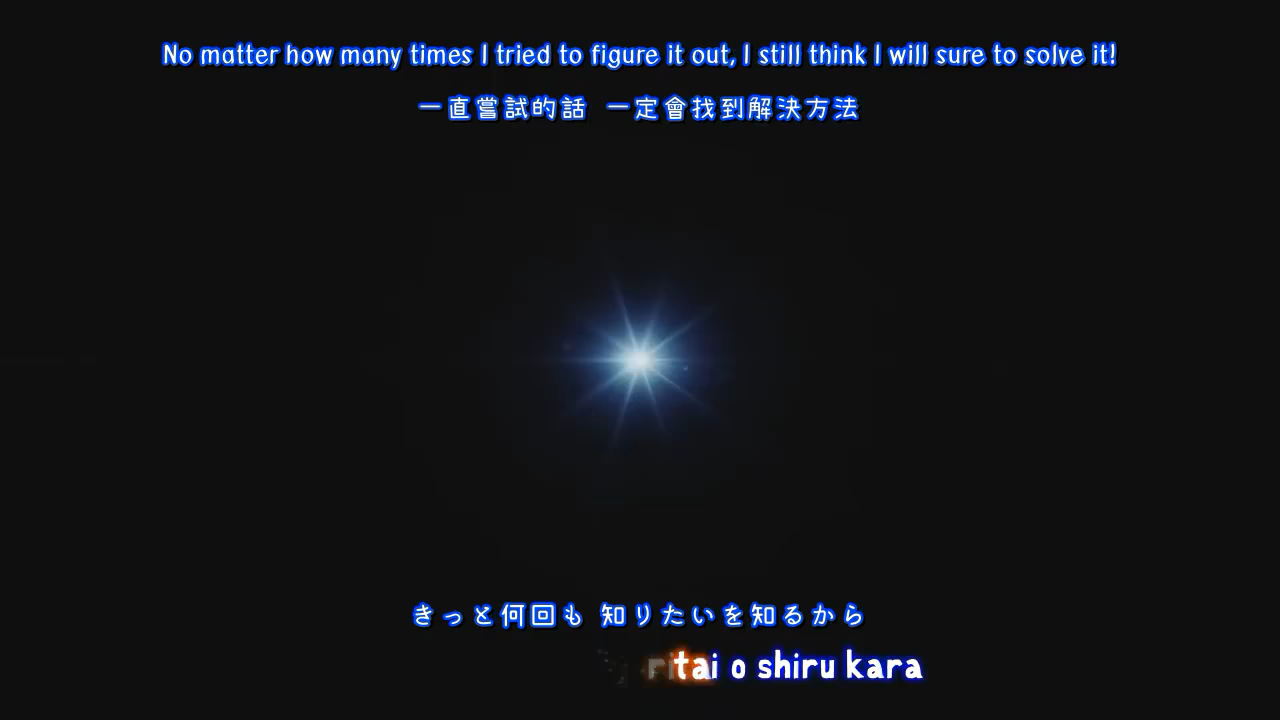 No matter how many times I tried to figure it out, I still think I will sure to solve it!
一直嘗試的話 一定會找到解決方法
きっと何回も 知りたいを知るから
ritai o shiru kara